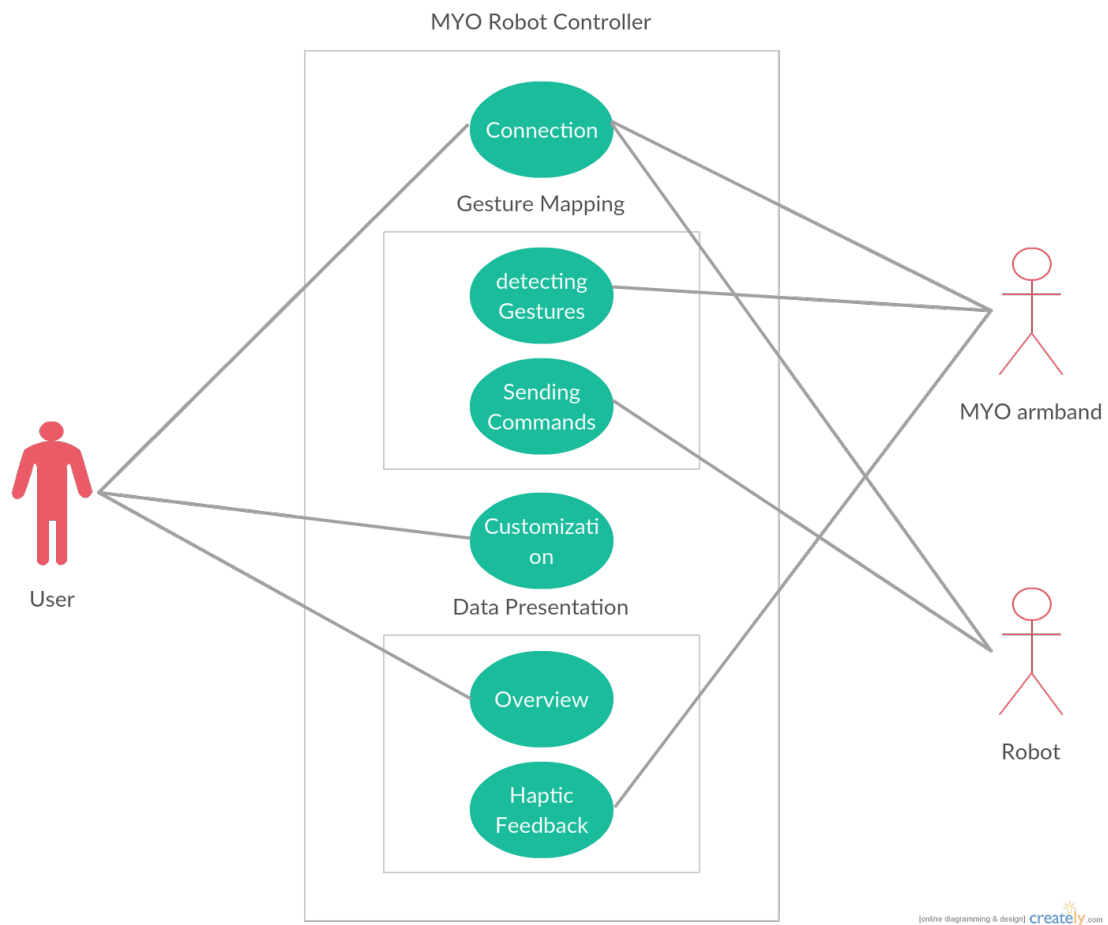 MYO Robot Controller
Connection
Gesture Mapping
detecting
Gestures
Sending
Commands
MYO armband
Customizati
on
User
Data Presentation
Overview
Robot
Haptic
Feedback
[online diagramming & design] creately.com